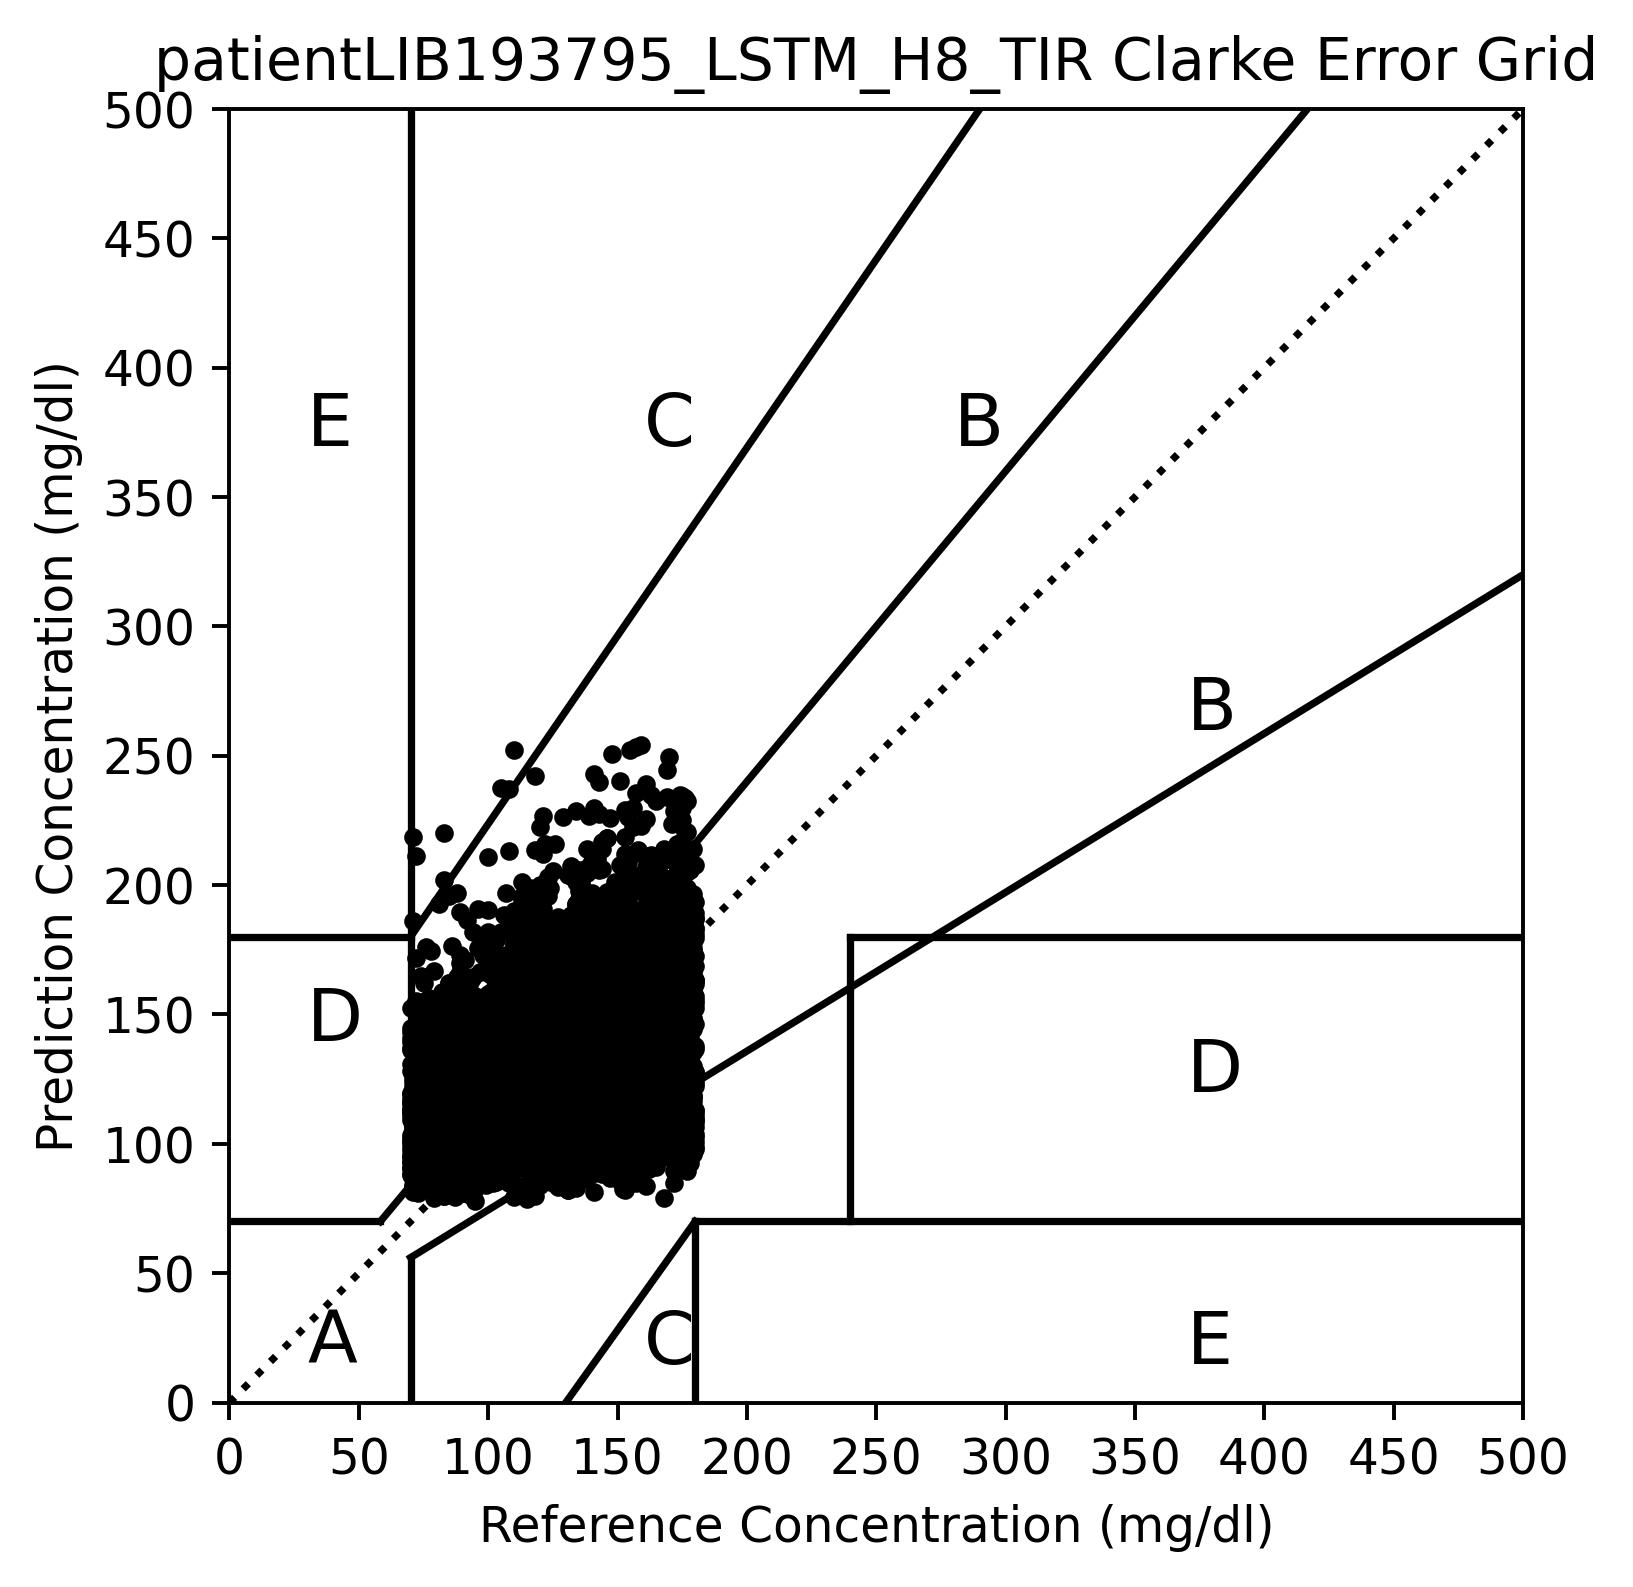 patientLIB193795_LSTM_H8_TIR Clarke Error Grid
500
450
400
350
300
250
200
150
100
50
0
Prediction Concentration (mg/dl)
E
C
B
B
D
D
A
C
E
0 50 100 150 200 250 300 350 400 450 500
Reference Concentration (mg/dl)